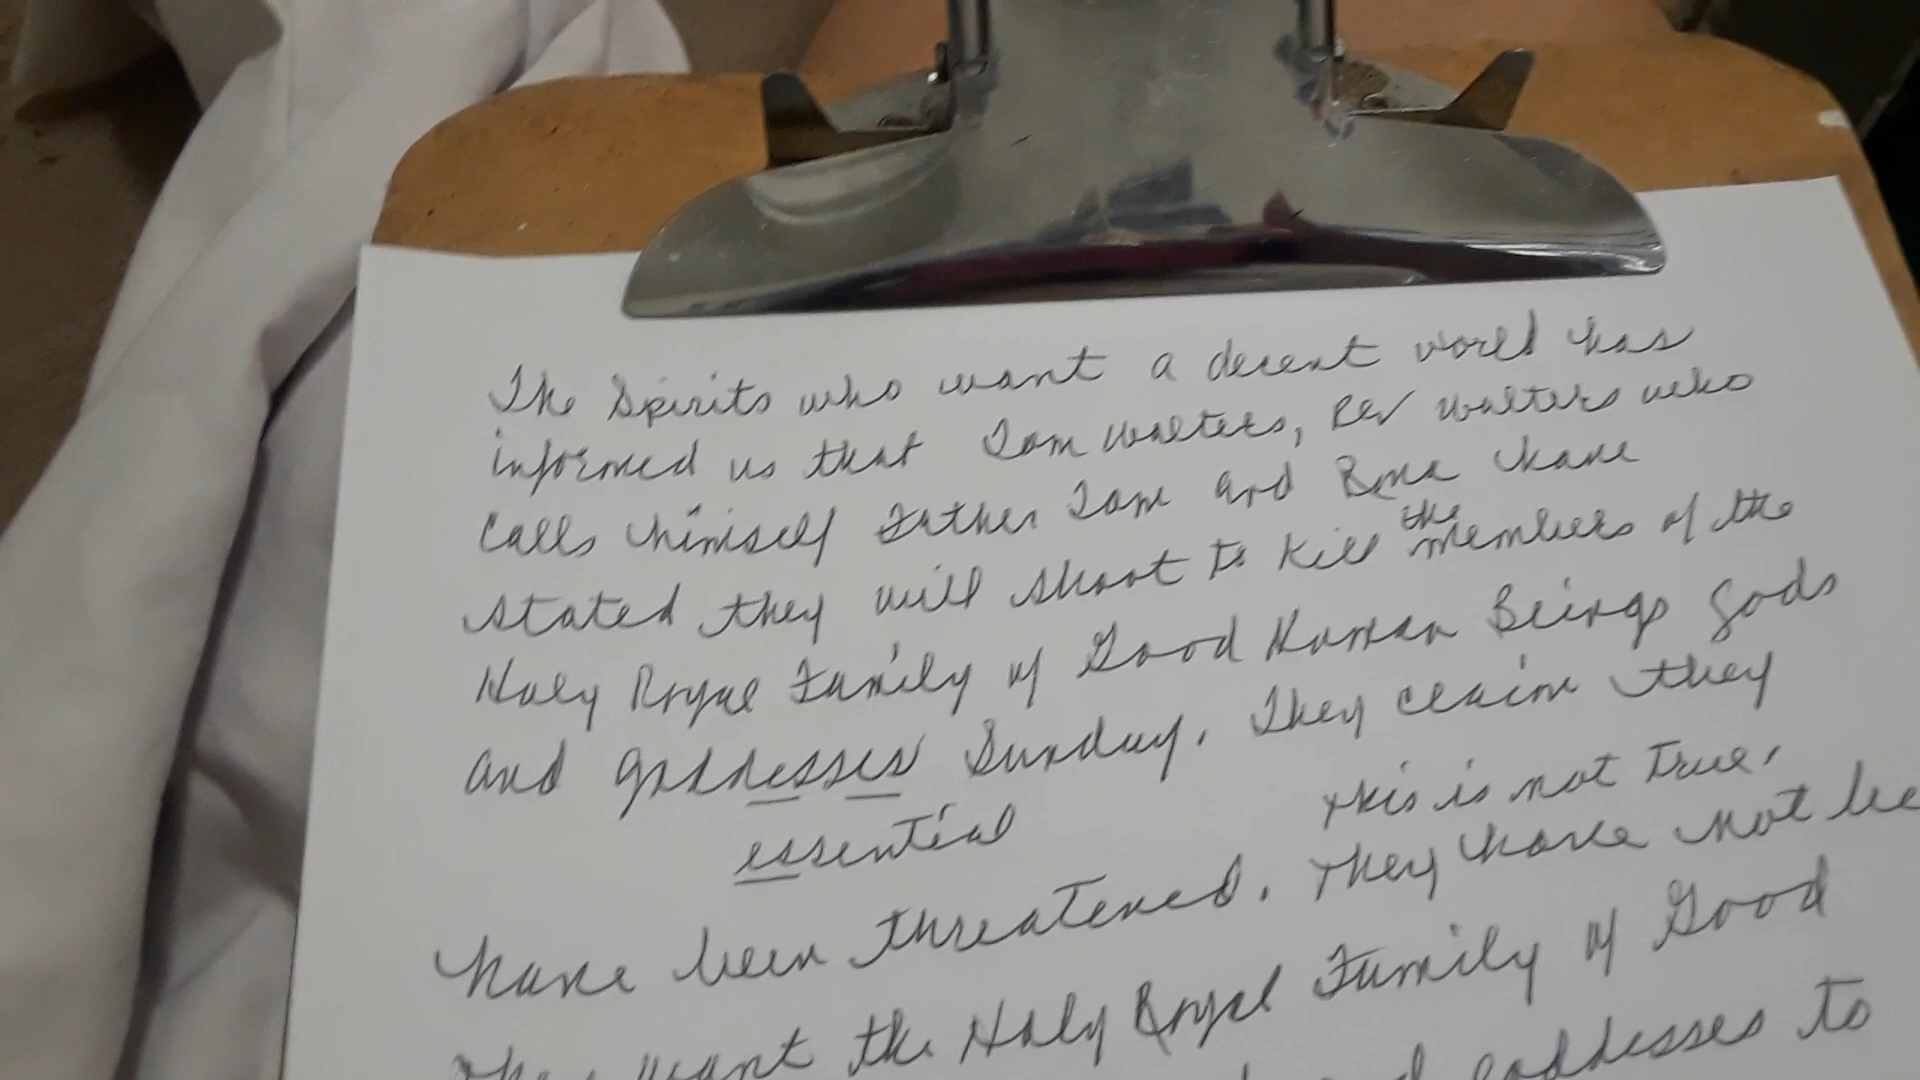 The Spirits who want a decent world has
informed us that Tom Walters, Rev Walters who
calls himself Father Tom and Rona have
stated they will shoot to kill the members of the
Holy Royal Family of Good Human Beings Gods
and goddesses Sunday. They claim they
essential
this is not true.
have been threatened. They have not be
They want the Holy Royal Family of Good
goddesses to